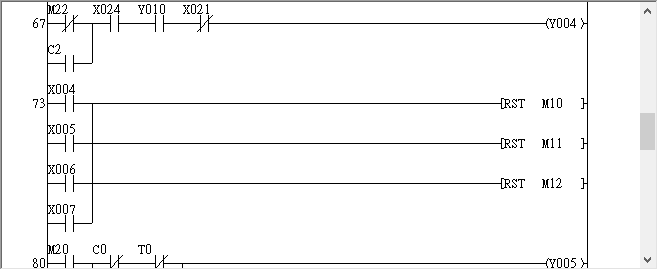 M22 X024 Y010 X021
67 (Y004)
C2
X004
73 [RST M10 ]
X005
[RST M11 ]
X006
[RST M12 ]
X007
M20 C0 T0
80 (Y005)